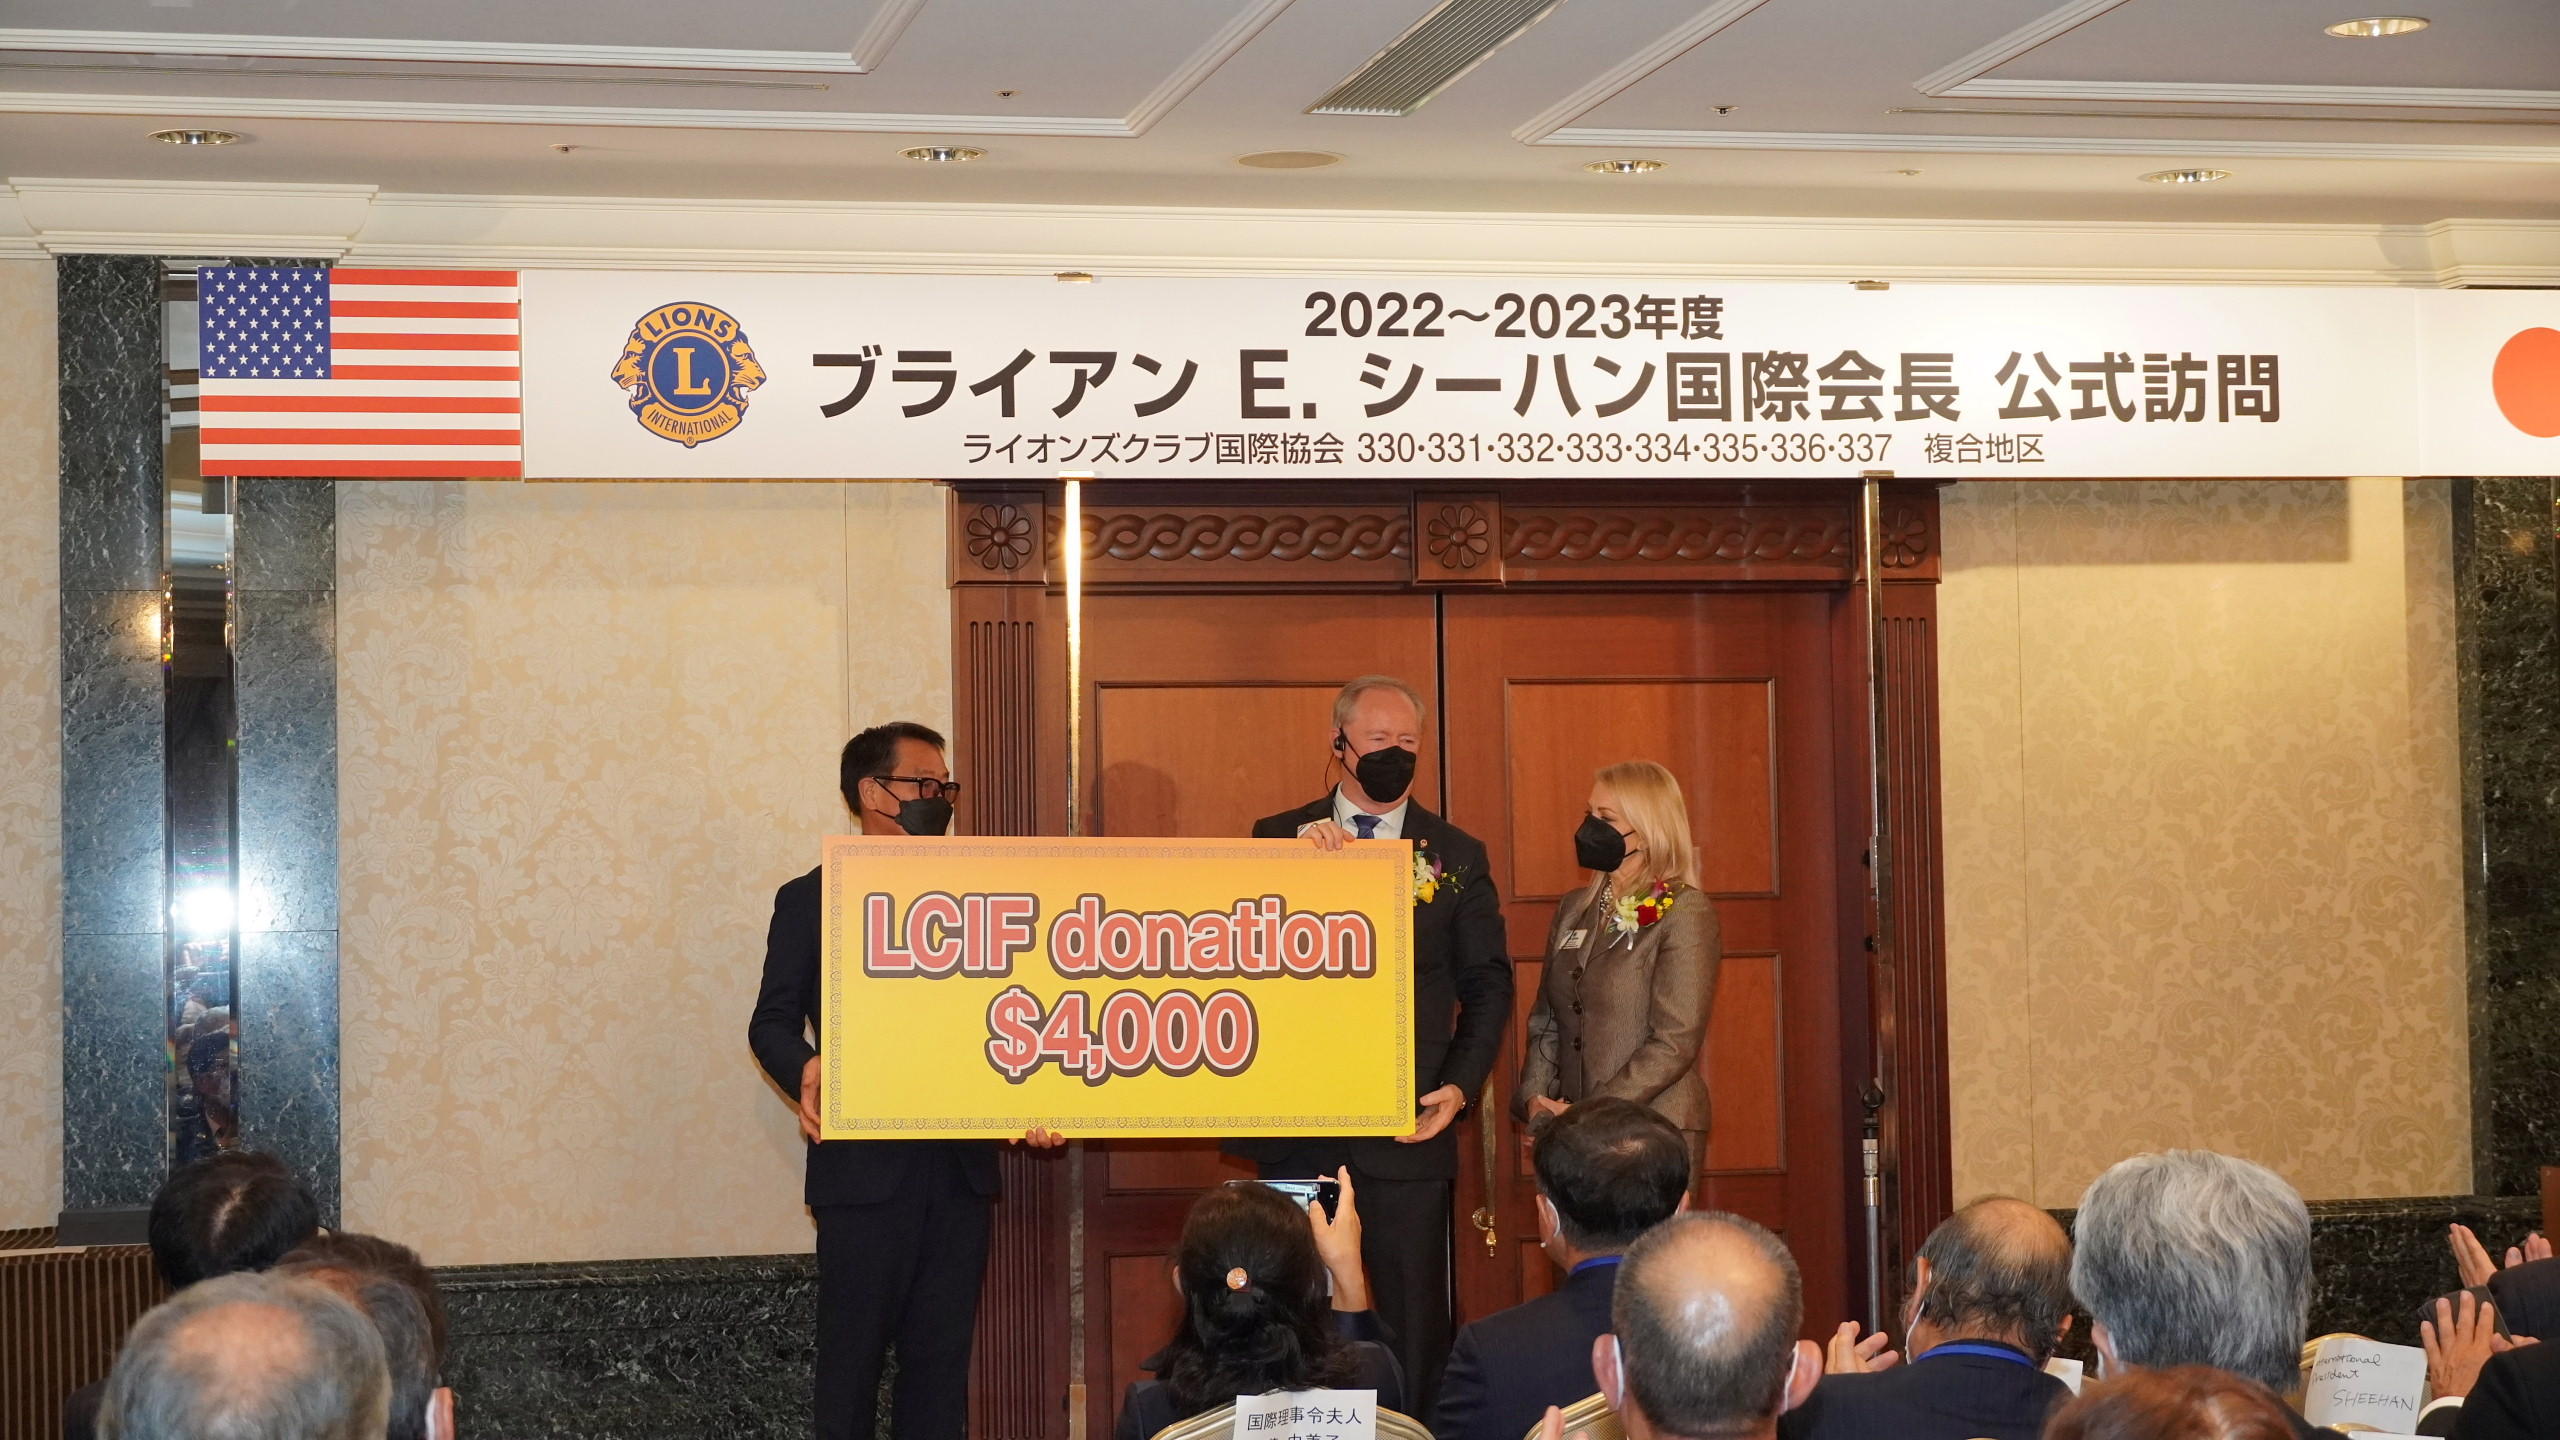 2022〜2023年度
LIONS
L
INTERNATIONAL
®
ブライアン E. シーハン国際会長 公式訪問
ライオンズクラブ国際協会 330・331・332・333・334・335・336・337 複合地区
LCIF donation
$4,000
国際理事令夫人
International
President
SHEEHAN